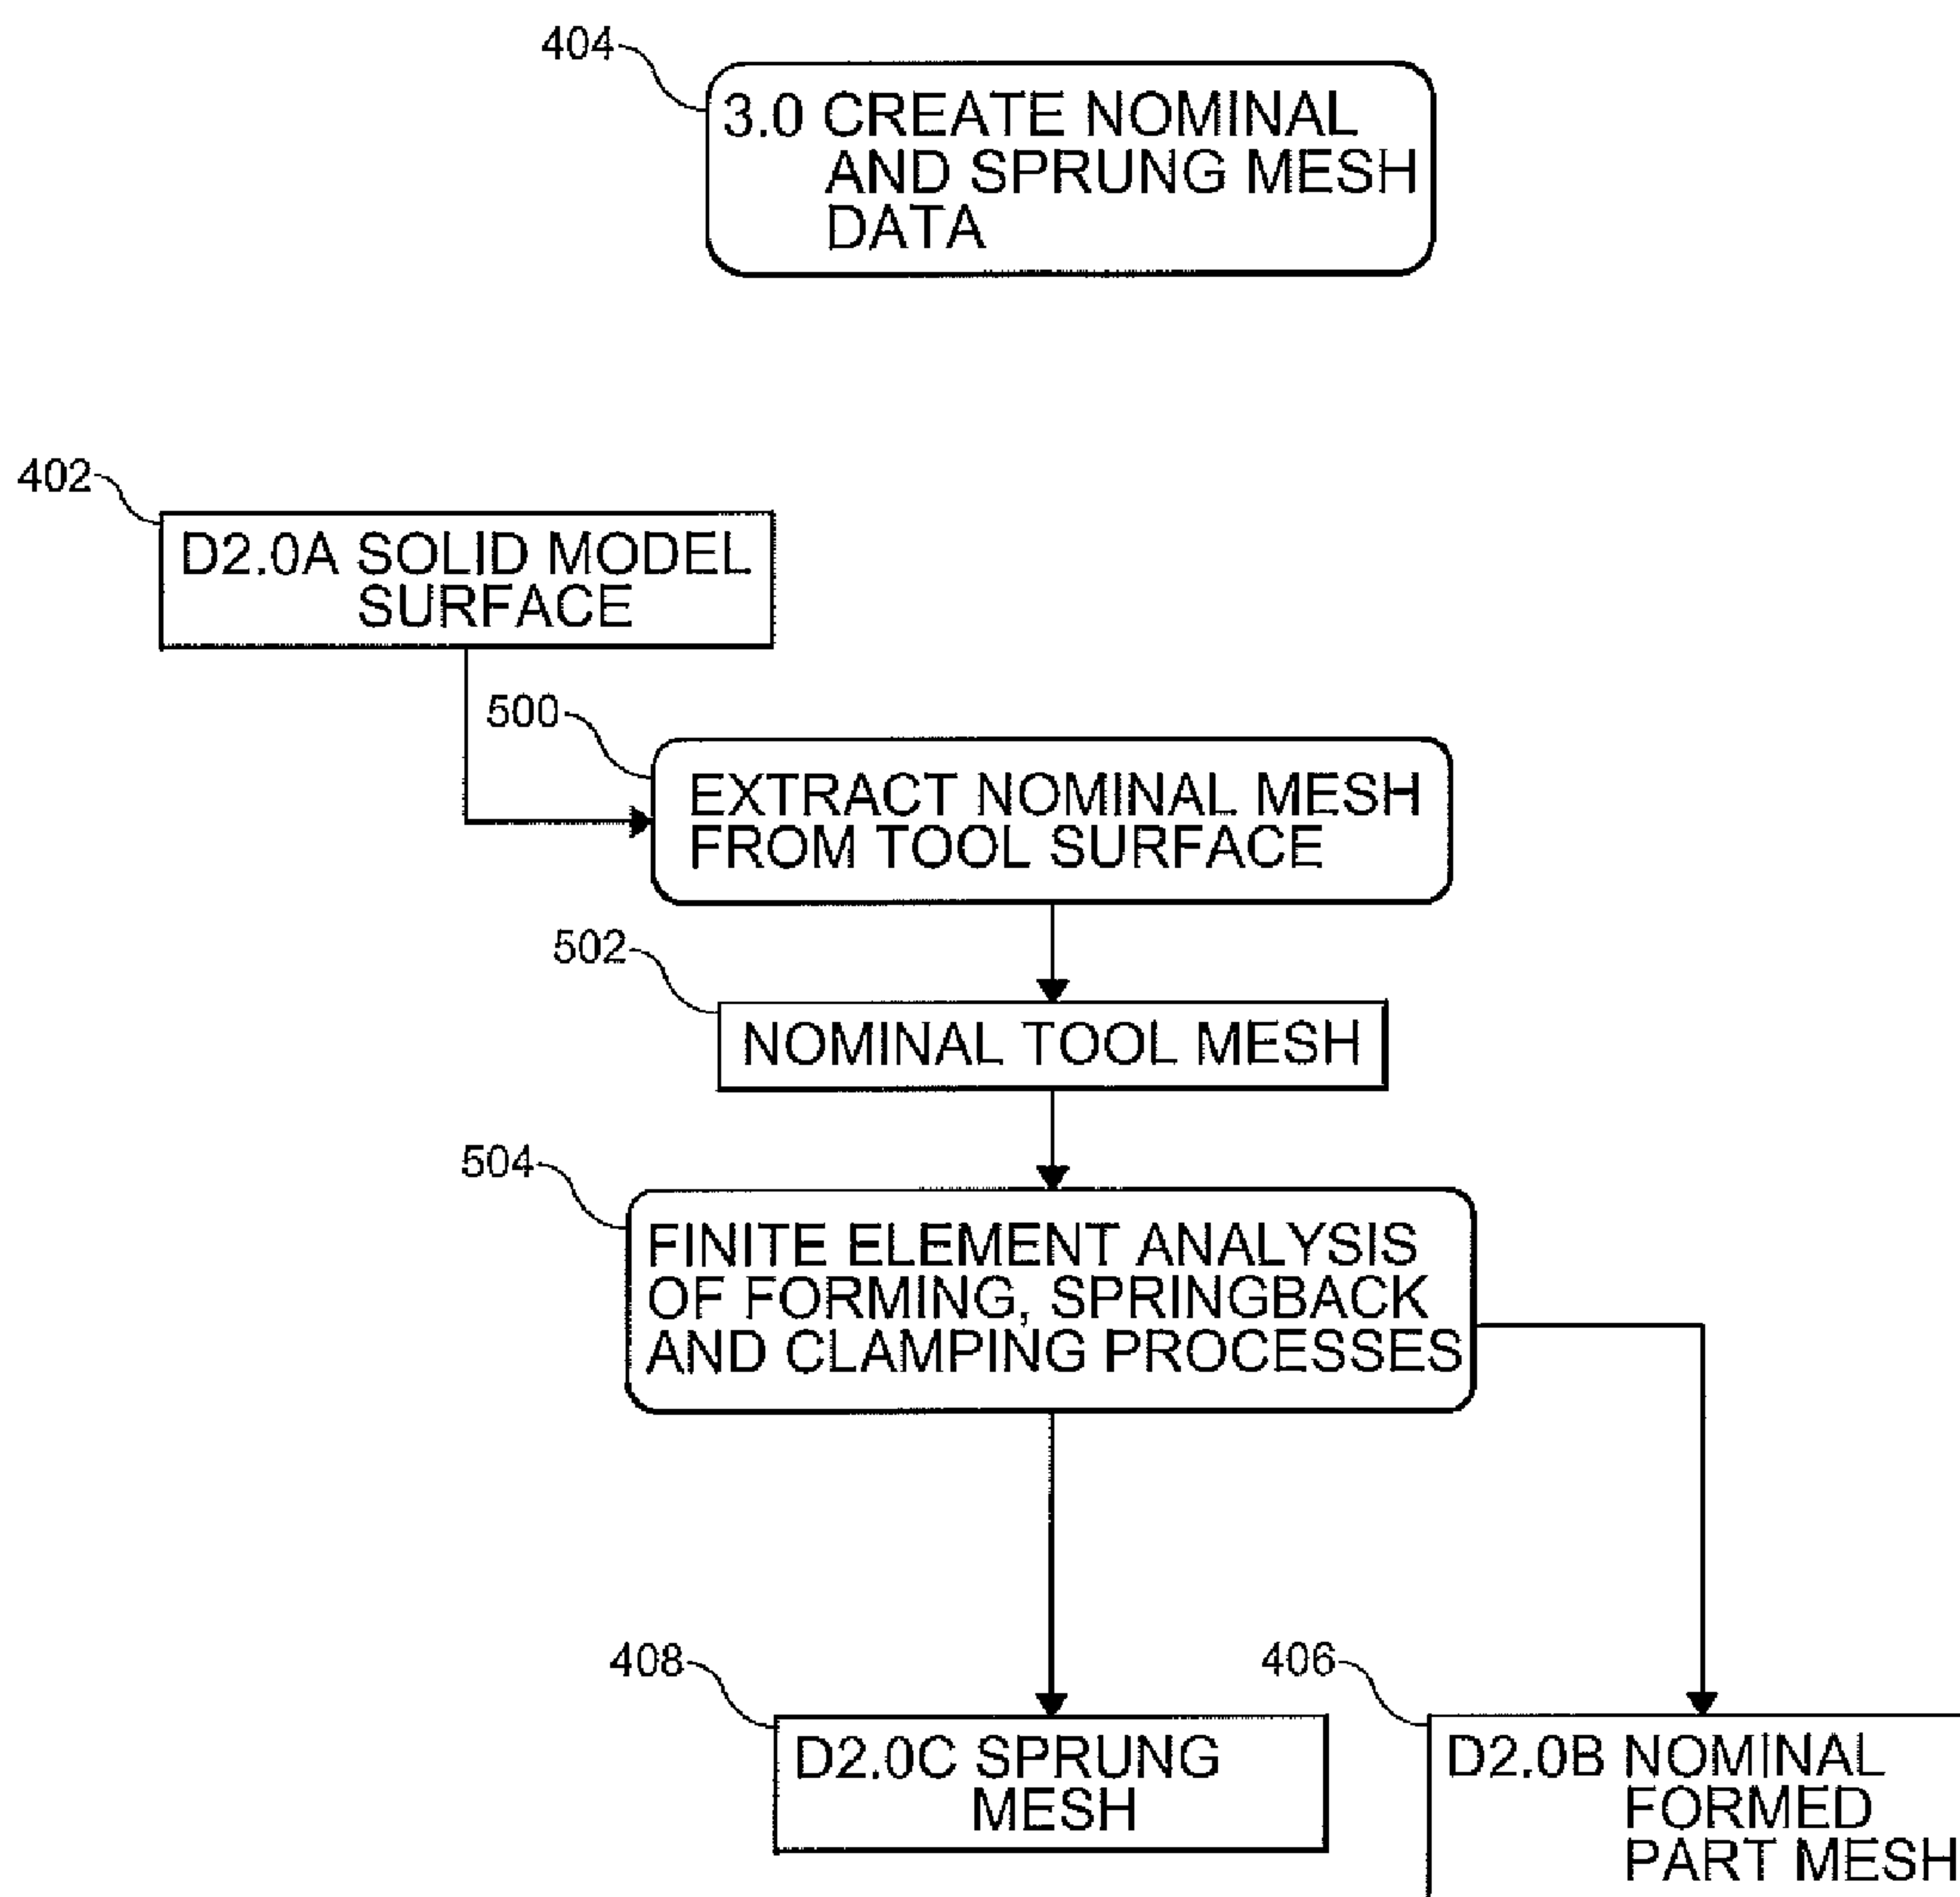 404
3.0 CREATE NOMINAL
AND SPRUNG MESH
DATA
402
D2.0A SOLID MODEL
SURFACE
500
EXTRACT NOMINAL MESH
FROM TOOL SURFACE
502
NOMINAL TOOL MESH
504
FINITE ELEMENT ANALYSIS
OF FORMING, SPRINGBACK
AND CLAMPING PROCESSES
408
D2.0C SPRUNG
MESH
406
D2.0B NOMINAL
FORMED
PART MESH